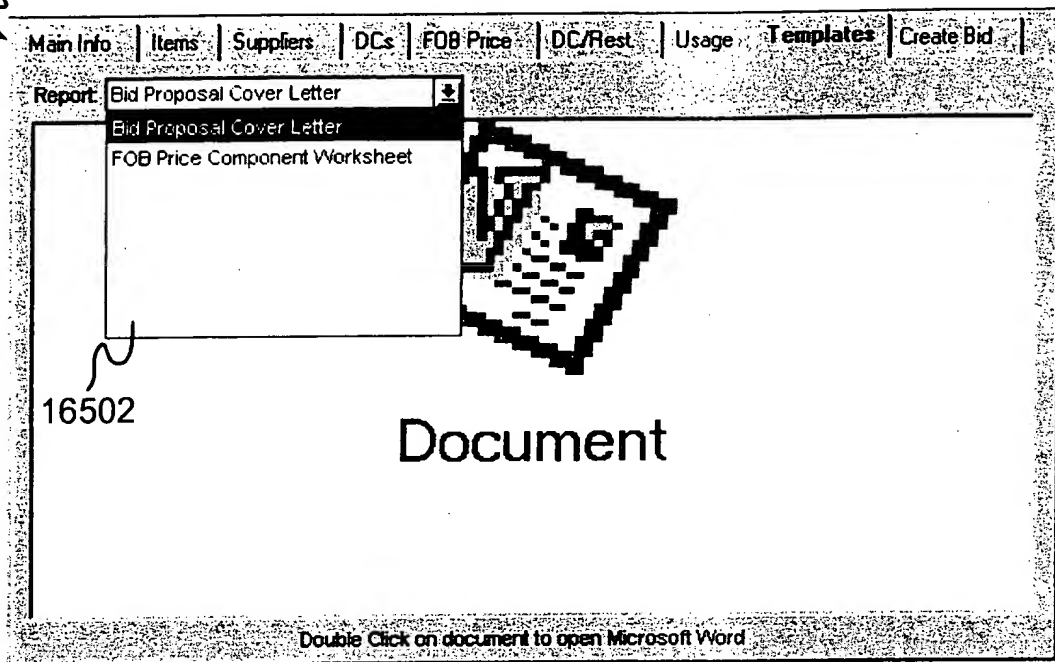 Main Info Items Suppliers DCs FOB Price DC/Rest. Usage Templates Create Bid
Report: Bid Proposal Cover Letter
Bid Proposal Cover Letter
FOB Price Component Worksheet
16502
Document
Double Click on document to open Microsoft Word